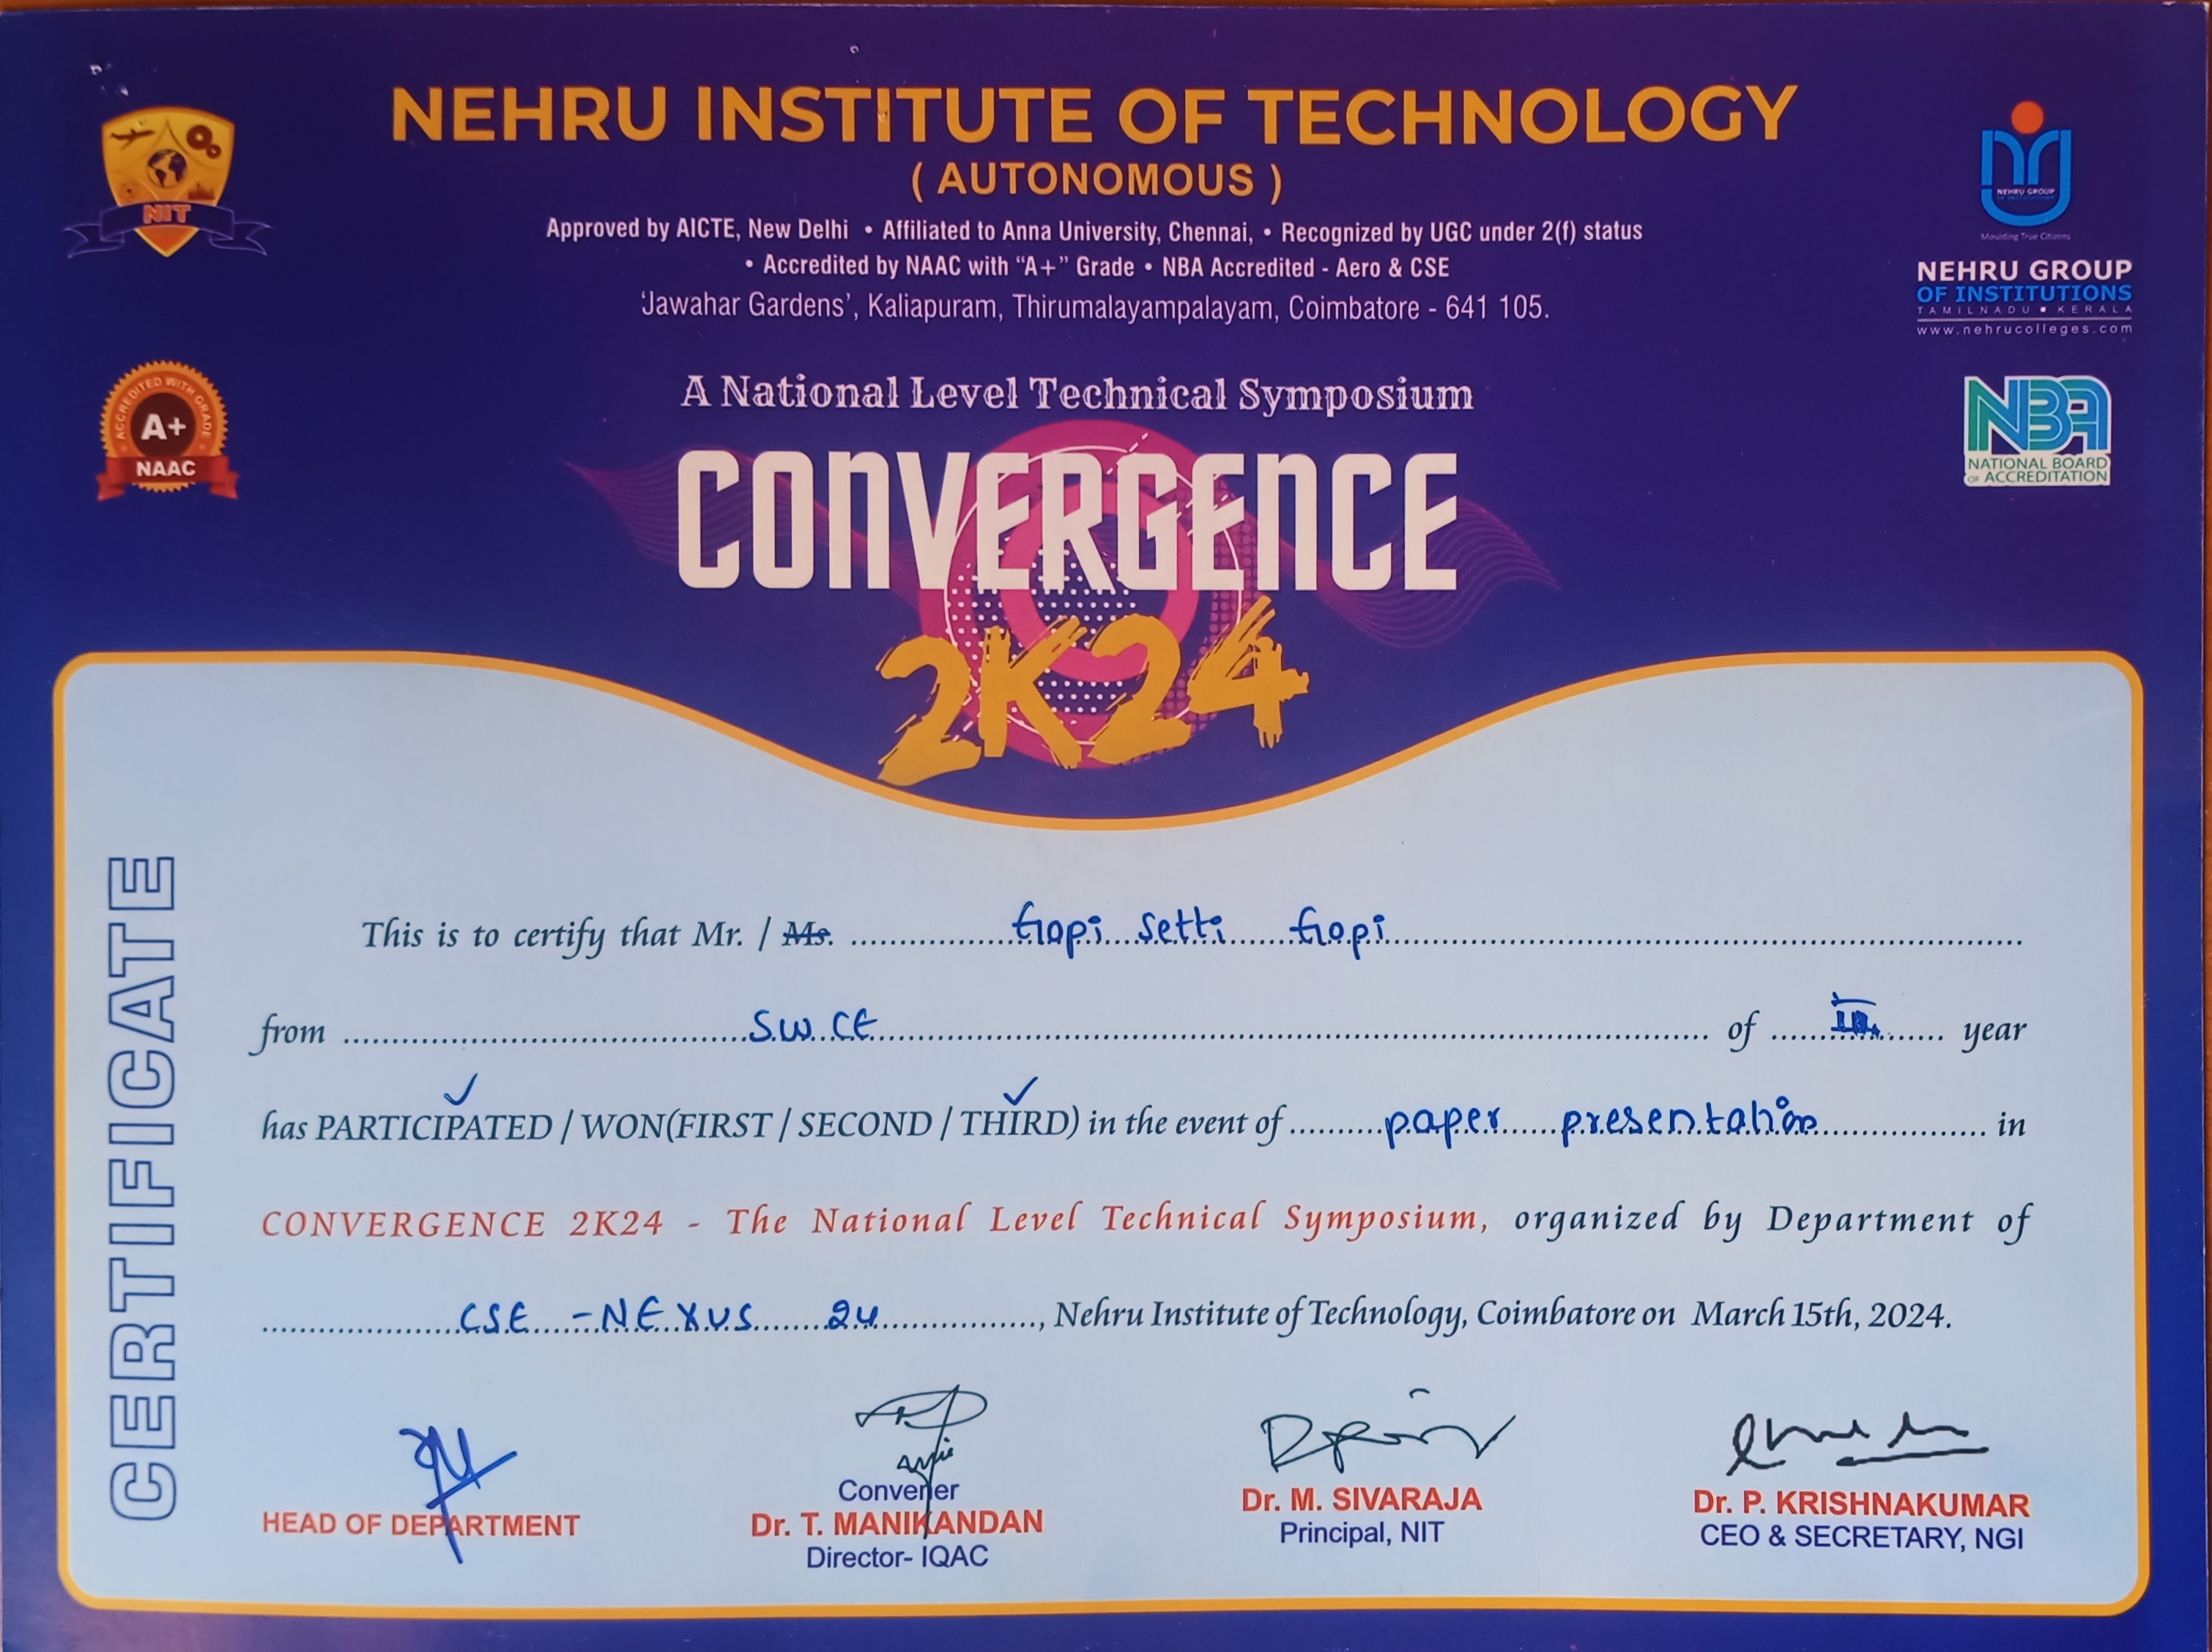 NEHRU INSTITUTE OF TECHNOLOGY
( AUTONOMOUS )
Approved by AICTE, New Delhi • Affiliated to Anna University, Chennai, • Recognized by UGC under 2(f) status
• Accredited by NAAC with “A+” Grade • NBA Accredited - Aero & CSE
‘Jawahar Gardens’, Kaliapuram, Thirumalayampalayam, Coimbatore - 641 105.
NIT
NEHRU GROUP
OF INSTITUTIONS
Moulding True Citizens
NEHRU GROUP
OF INSTITUTIONS
TAMILNADU • KERALA
www.nehrucolleges.com
ACCREDITED WITH GRADE
A+
NAAC
NBA
NATIONAL BOARD
OF ACCREDITATION
A National Level Technical Symposium
CONVERGENCE
2K24
CERTIFICATE
This is to certify that Mr. / Ms. Gopi Setti Gopi
from S.W.CE of year
has PARTICIPATED / WON(FIRST / SECOND / THIRD) in the event of paper presentation in
CONVERGENCE 2K24 - The National Level Technical Symposium, organized by Department of
CSE - NEXUS 24, Nehru Institute of Technology, Coimbatore on March 15th, 2024.
HEAD OF DEPARTMENT
Convener
Dr. T. MANIKANDAN
Director- IQAC
Dr. M. SIVARAJA
Principal, NIT
Dr. P. KRISHNAKUMAR
CEO & SECRETARY, NGI